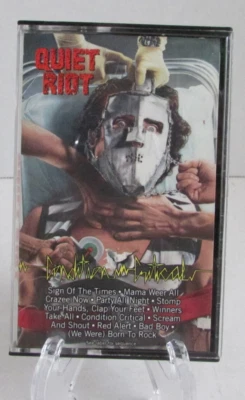 QUIET
RIOT
Condition Critical
Sign Of The Times • Mama Weer All
Crazee Now • Party All Night • Stomp
Your Hands, Clap Your Feet • Winners
Take All • Condition Critical • Scream
And Shout • Red Alert • Bad Boy •
(We Were) Born To Rock